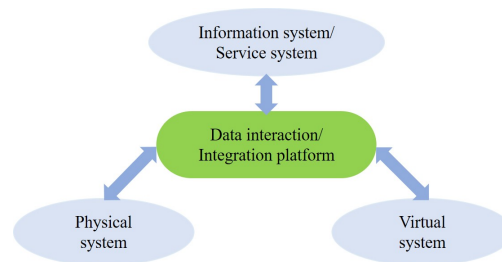 Information system/
Service system
Data interaction/
Integration platform
Physical
system
Virtual
system